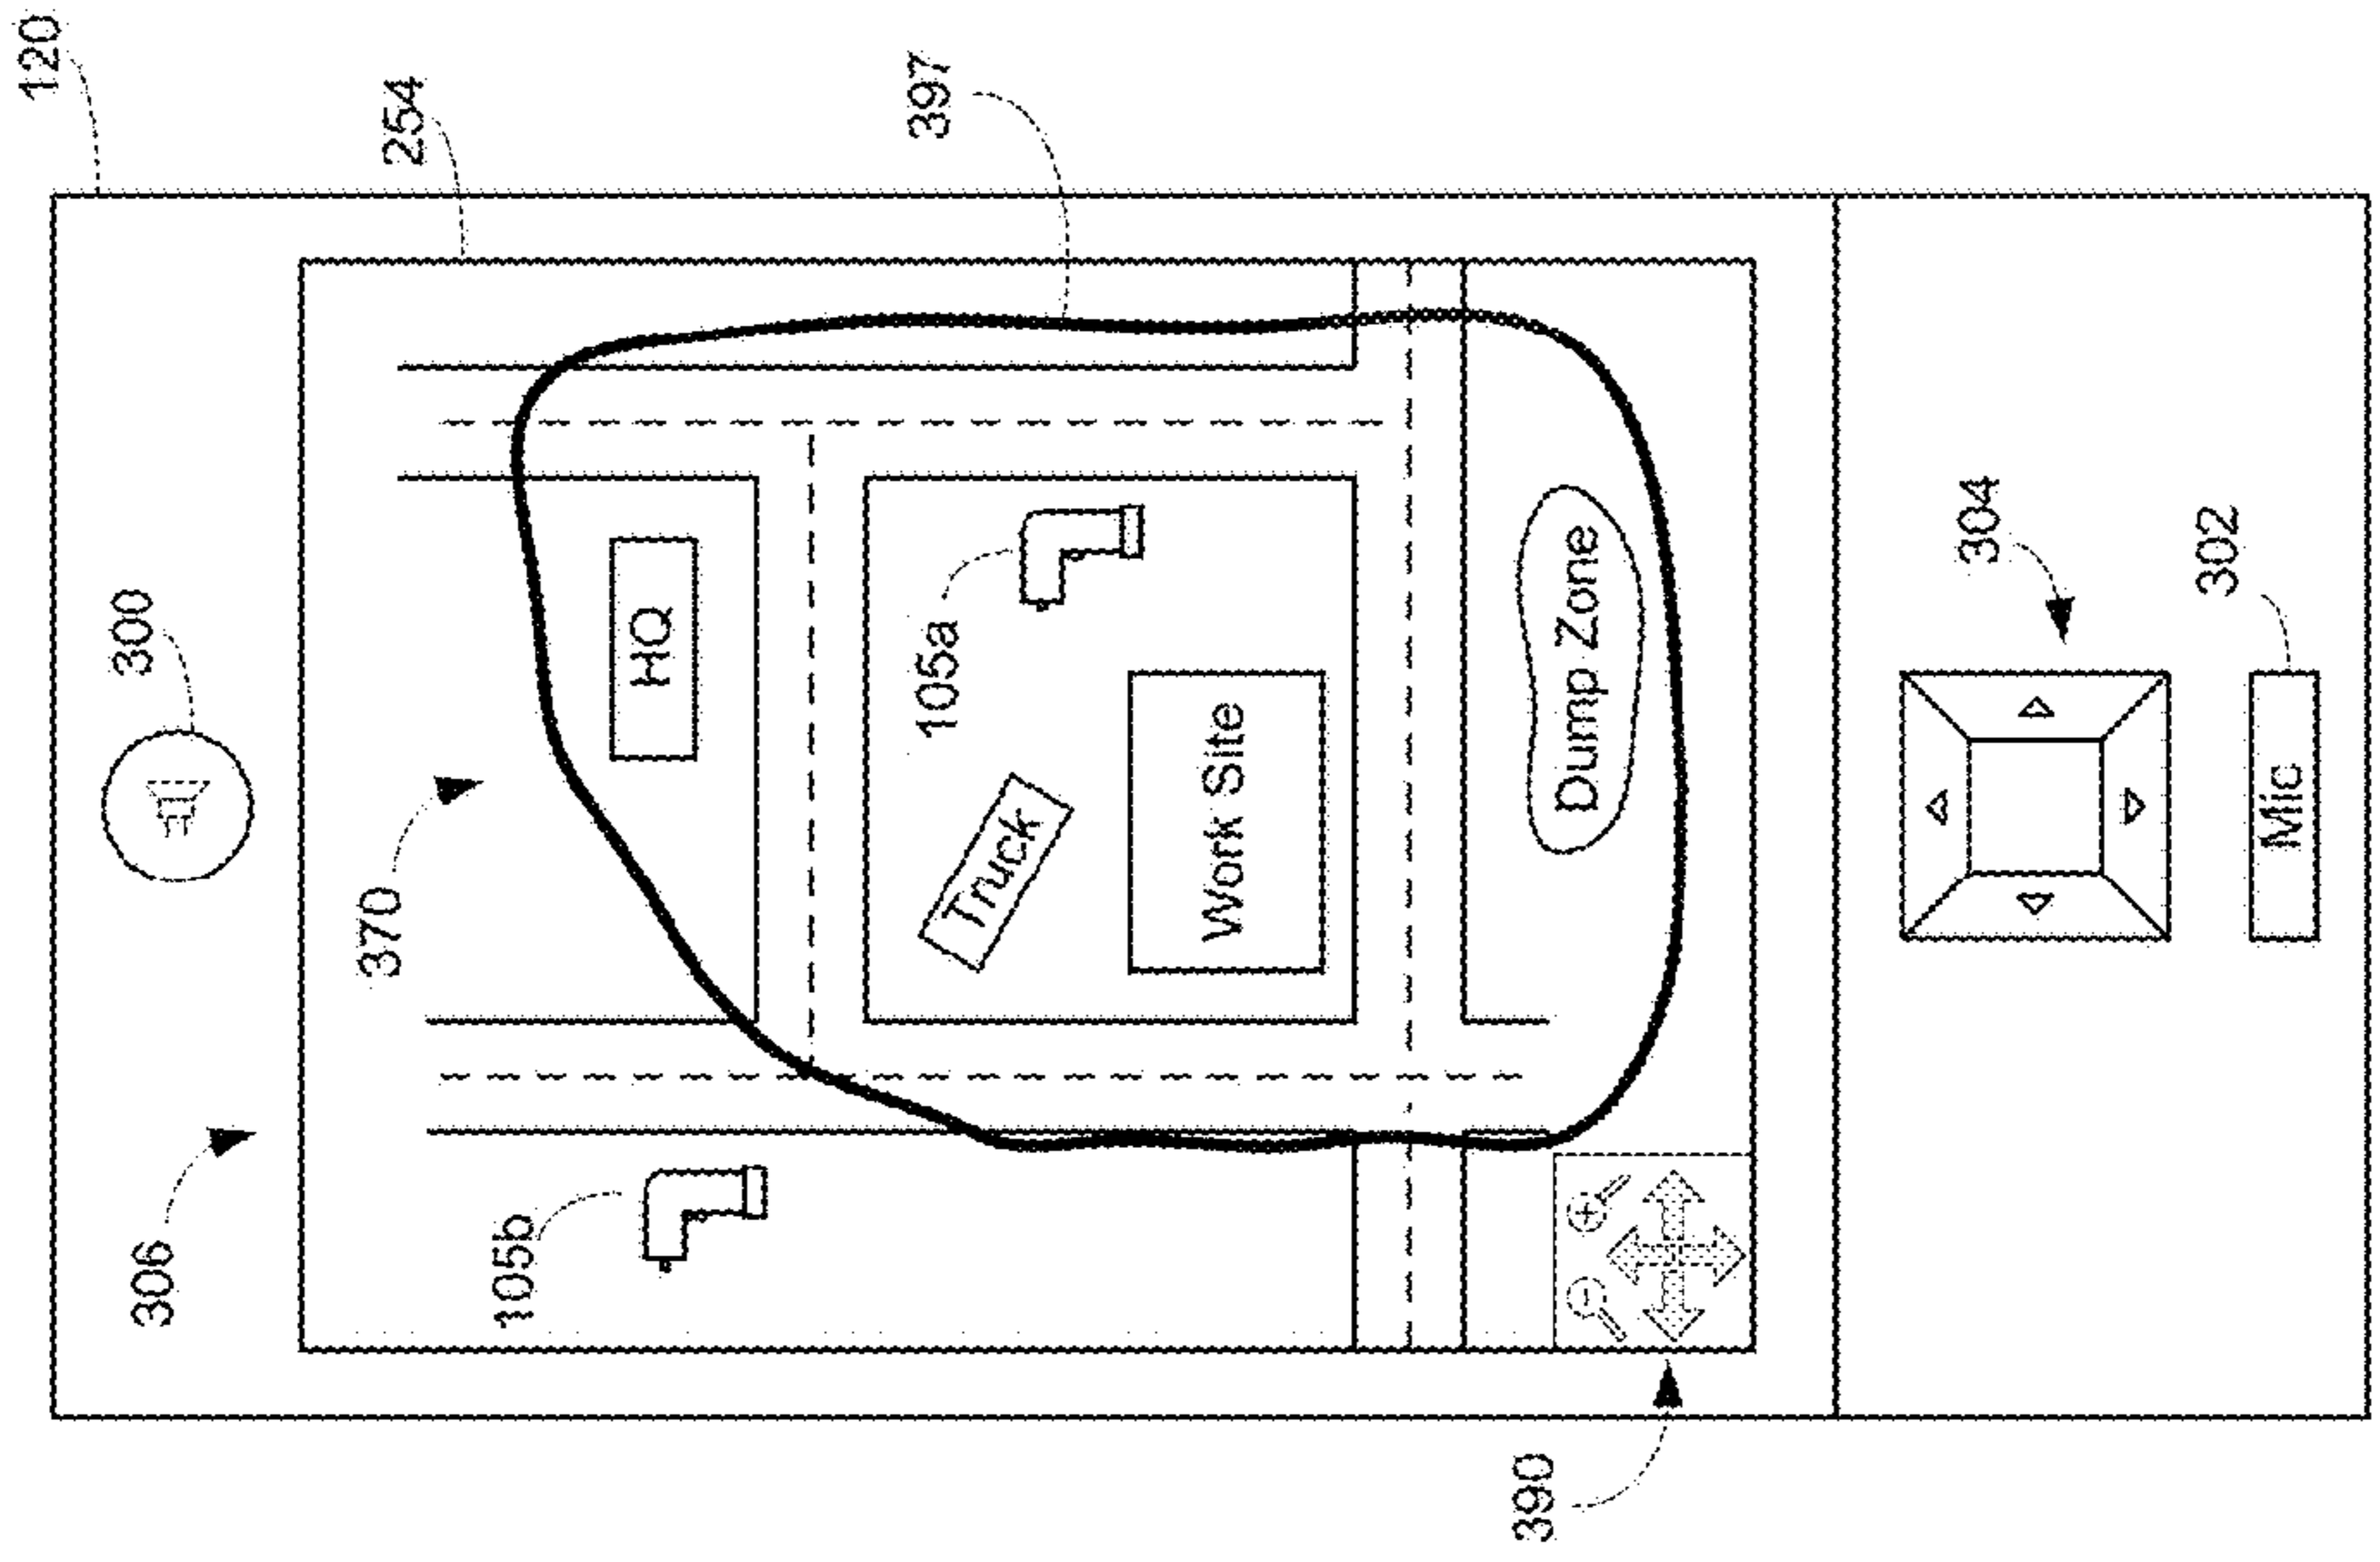 120
254
397
300
306
370
HQ
105a
105b
Truck
Work Site
Dump Zone
390
304
302
Mic